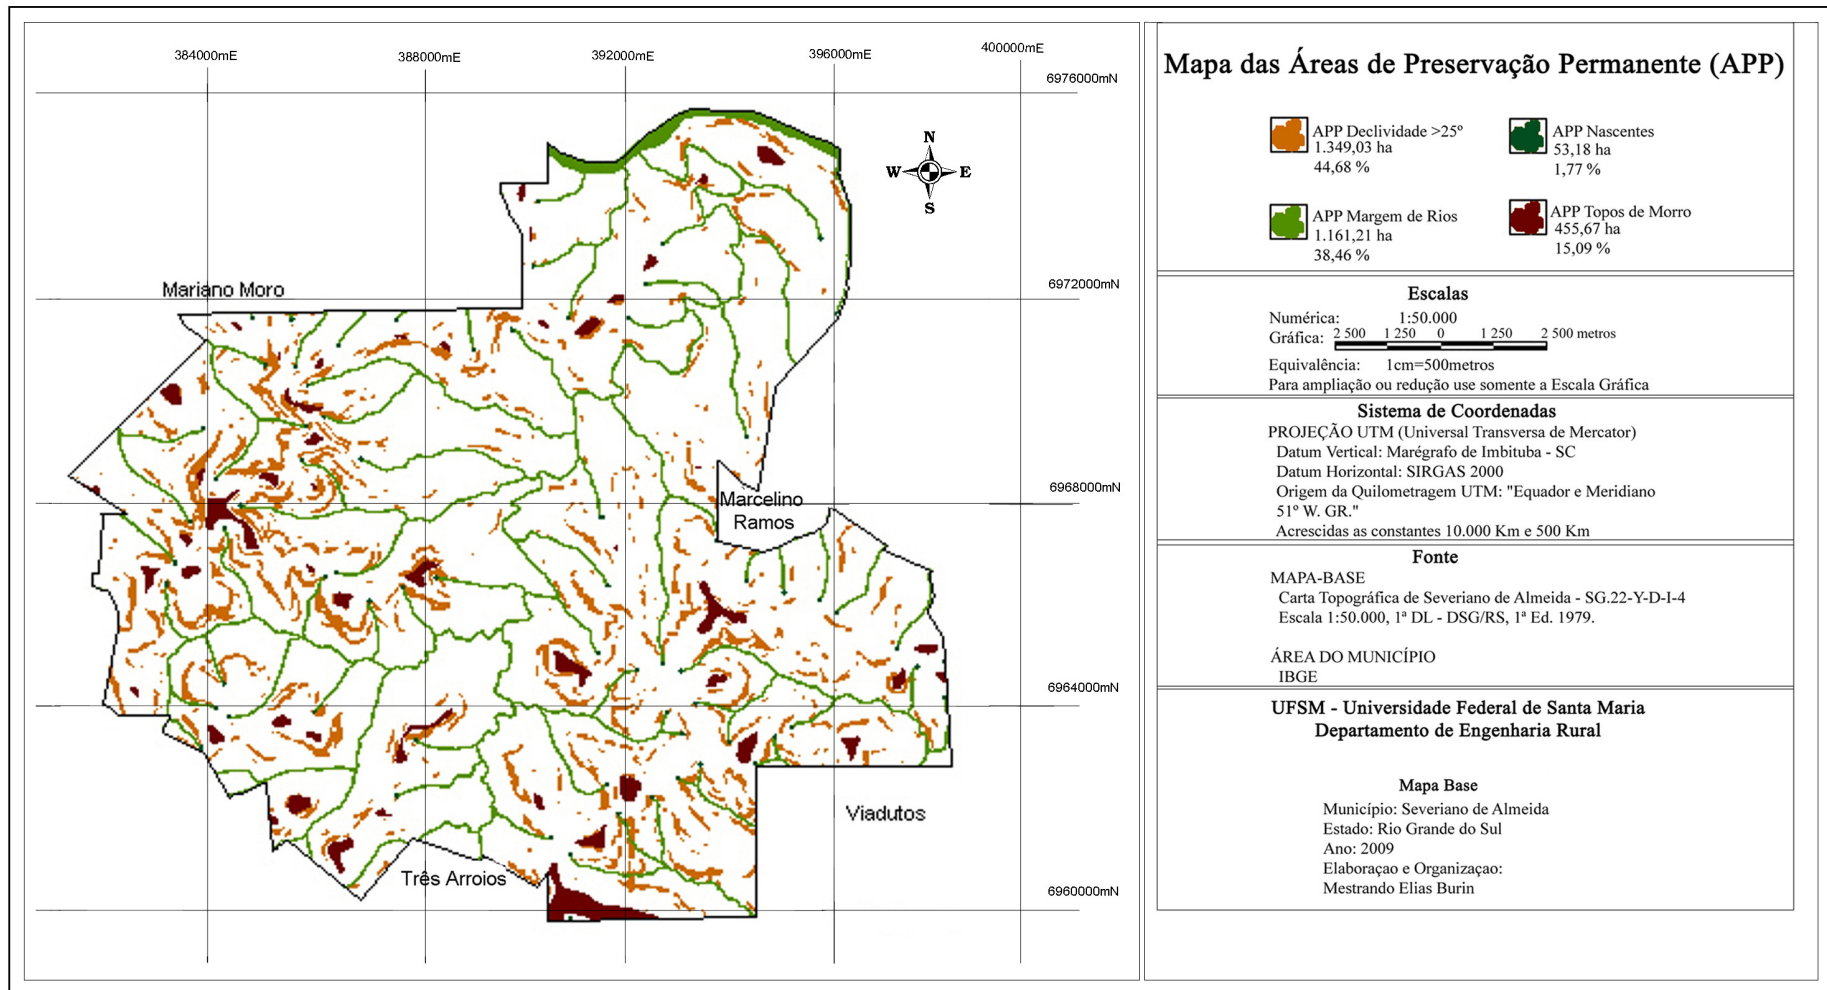 384000mE
388000mE
392000mE
396000mE
400000mE
6976000mN
N
W E
S
6972000mN
Mariano Moro
6968000mN
Marcelino
Ramos
6964000mN
Viadutos
Três Arroios
6960000mN
Mapa das Áreas de Preservação Permanente (APP)
APP Declividade >25º
1.349,03 ha
44,68 %
APP Nascentes
53,18 ha
1,77 %
APP Margem de Rios
1.161,21 ha
38,46 %
APP Topos de Morro
455,67 ha
15,09 %
Escalas
Numérica: 1:50.000
Gráfica: 2 500 1 250 0 1 250 2 500 metros
Equivalência: 1cm=500metros
Para ampliação ou redução use somente a Escala Gráfica
Sistema de Coordenadas
PROJEÇÃO UTM (Universal Transversa de Mercator)
Datum Vertical: Marégrafo de Imbituba - SC
Datum Horizontal: SIRGAS 2000
Origem da Quilometragem UTM: "Equador e Meridiano
51º W. GR."
Acrescidas as constantes 10.000 Km e 500 Km
Fonte
MAPA-BASE
Carta Topográfica de Severiano de Almeida - SG.22-Y-D-I-4
Escala 1:50.000, 1ª DL - DSG/RS, 1ª Ed. 1979.
ÁREA DO MUNICÍPIO
IBGE
UFSM - Universidade Federal de Santa Maria
Departamento de Engenharia Rural
Mapa Base
Município: Severiano de Almeida
Estado: Rio Grande do Sul
Ano: 2009
Elaboraçao e Organizaçao:
Mestrando Elias Burin